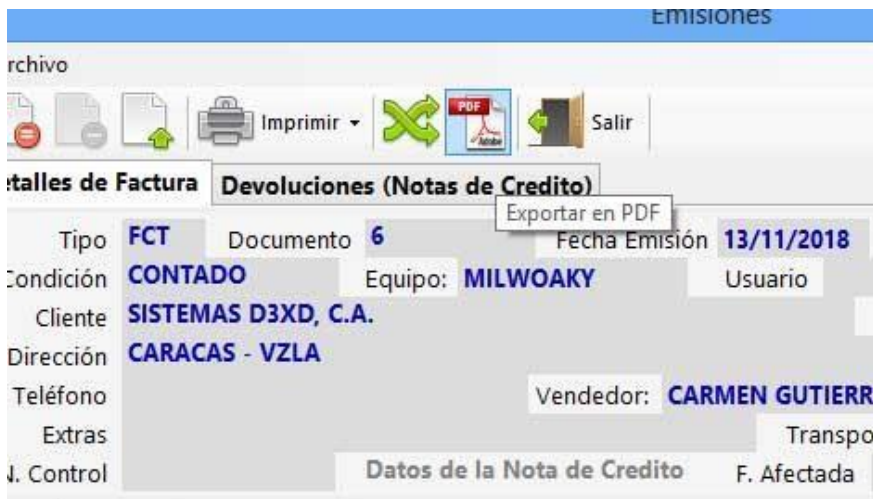 Emisiones
rchivo
Imprimir
PDF
Adobe
Salir
etalles de Factura Devoluciones (Notas de Credito)
Exportar en PDF
Tipo FCT Documento 6 Fecha Emisión 13/11/2018
Condición CONTADO Equipo: MILWOAKY Usuario
Cliente SISTEMAS D3XD, C.A.
Dirección CARACAS - VZLA
Teléfono Vendedor: CARMEN GUTIERR
Extras Transpo
N. Control Datos de la Nota de Credito F. Afectada